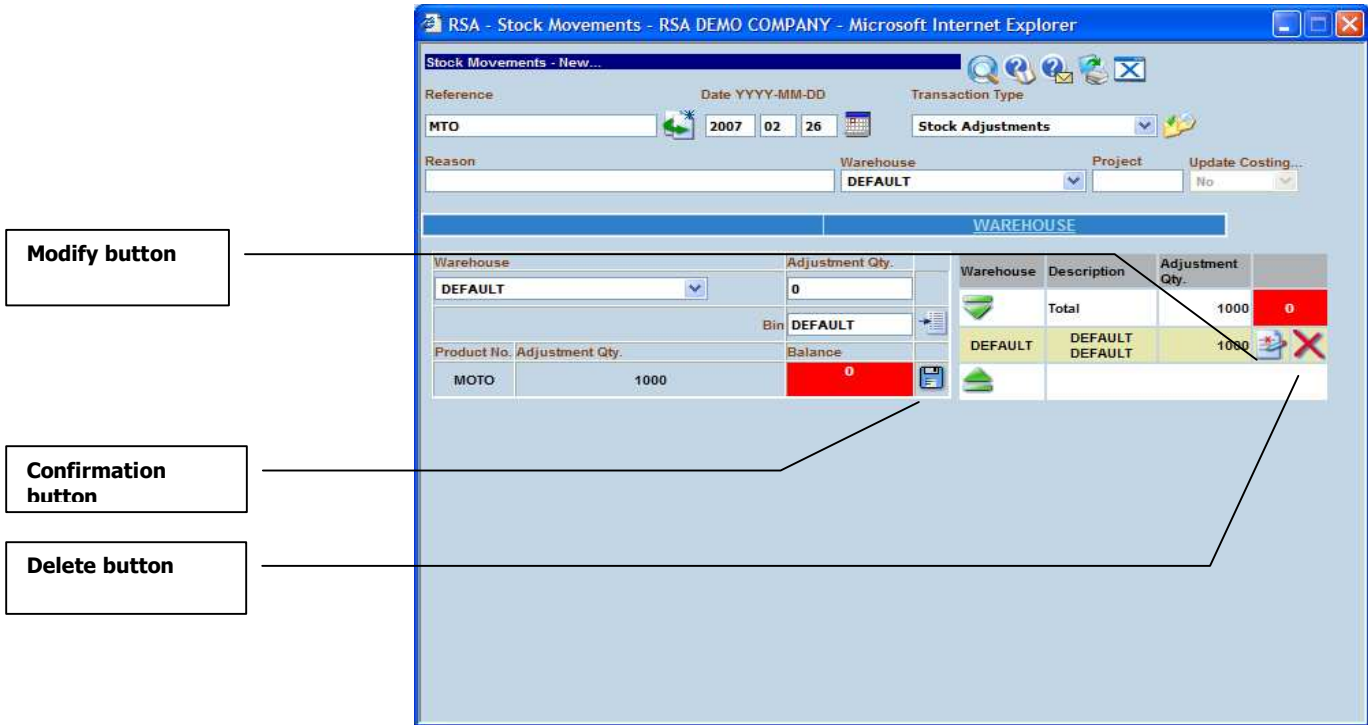 RSA - Stock Movements - RSA DEMO COMPANY - Microsoft Internet Explorer
Stock Movements - New...
Reference Date YYYY-MM-DD Transaction Type
MTO 2007 02 26 Stock Adjustments
Reason Warehouse Project Update Costing...
DEFAULT No
WAREHOUSE
Modify button
Warehouse Adjustment Qty.
DEFAULT 0
Bin DEFAULT
Product No. Adjustment Qty. Balance
MOTO 1000 0
Warehouse Description Adjustment
Qty.
Total 1000 0
DEFAULT DEFAULT 1000
DEFAULT
Confirmation
button
Delete button